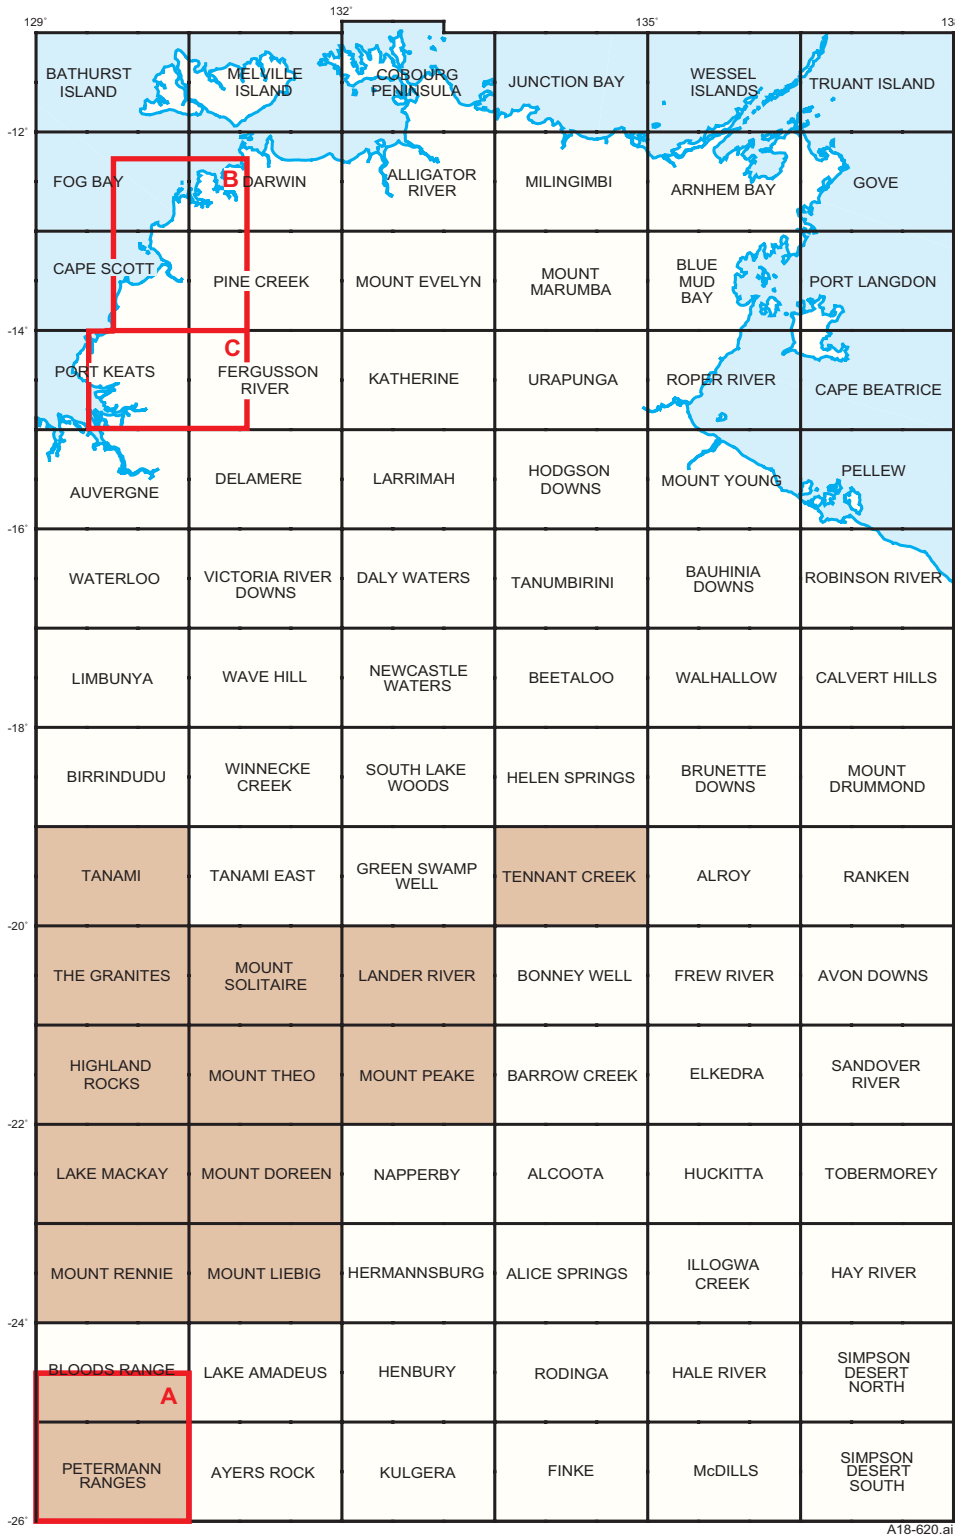 129˚
132˚
135˚
BATHURST
ISLAND
MELVILLE
ISLAND
COBOURG
PENINSULA
JUNCTION BAY
WESSEL
ISLANDS
TRUANT ISLAND
-12˚
FOG BAY
B
DARWIN
ALLIGATOR
RIVER
MILINGIMBI
ARNHEM BAY
GOVE
CAPE SCOTT
PINE CREEK
MOUNT EVELYN
MOUNT
MARUMBA
BLUE
MUD
BAY
PORT LANGDON
-14˚
PORT KEATS
C
FERGUSSON
RIVER
KATHERINE
URAPUNGA
ROPER RIVER
CAPE BEATRICE
AUVERGNE
DELAMERE
LARRIMAH
HODGSON
DOWNS
MOUNT YOUNG
PELLEW
-16˚
WATERLOO
VICTORIA RIVER
DOWNS
DALY WATERS
TANUMBIRINI
BAUHINIA
DOWNS
ROBINSON RIVER
LIMBUNYA
WAVE HILL
NEWCASTLE
WATERS
BEETALOO
WALHALLOW
CALVERT HILLS
-18˚
BIRRINDUDU
WINNECKE
CREEK
SOUTH LAKE
WOODS
HELEN SPRINGS
BRUNETTE
DOWNS
MOUNT
DRUMMOND
TANAMI
TANAMI EAST
GREEN SWAMP
WELL
TENNANT CREEK
ALROY
RANKEN
-20˚
THE GRANITES
MOUNT
SOLITAIRE
LANDER RIVER
BONNEY WELL
FREW RIVER
AVON DOWNS
HIGHLAND
ROCKS
MOUNT THEO
MOUNT PEAKE
BARROW CREEK
ELKEDRA
SANDOVER
RIVER
-22˚
LAKE MACKAY
MOUNT DOREEN
NAPPERBY
ALCOOTA
HUCKITTA
TOBERMOREY
MOUNT RENNIE
MOUNT LIEBIG
HERMANNSBURG
ALICE SPRINGS
ILLOGWA
CREEK
HAY RIVER
-24˚
BLOODS RANGE
A
LAKE AMADEUS
HENBURY
RODINGA
HALE RIVER
SIMPSON
DESERT
NORTH
PETERMANN
RANGES
AYERS ROCK
KULGERA
FINKE
McDILLS
SIMPSON
DESERT
SOUTH
-26˚
A18-620.ai